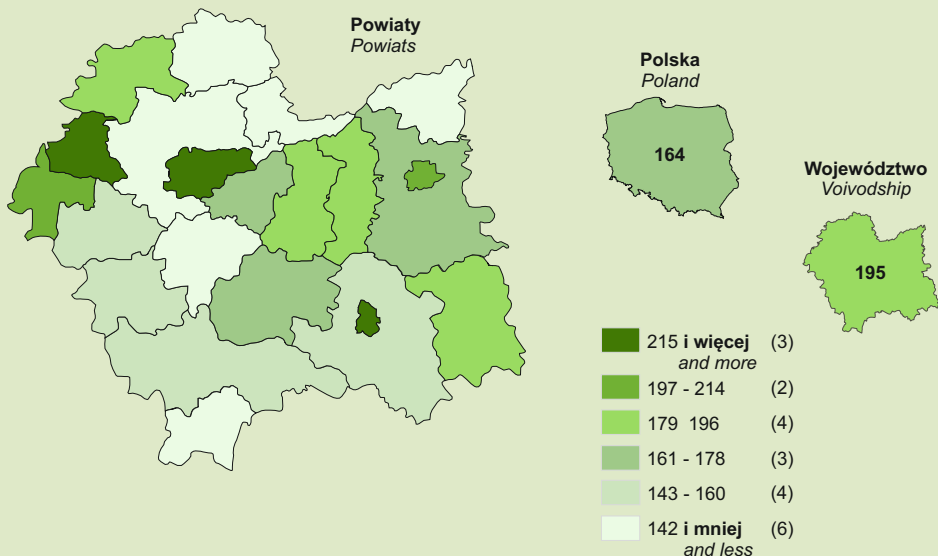 Powiaty
Powiats
Polska
Poland
164
Województwo
Voivodship
195
215 i więcej (3)
and more
197 - 214 (2)
179 196 (4)
161 - 178 (3)
143 - 160 (4)
142 i mniej (6)
and less